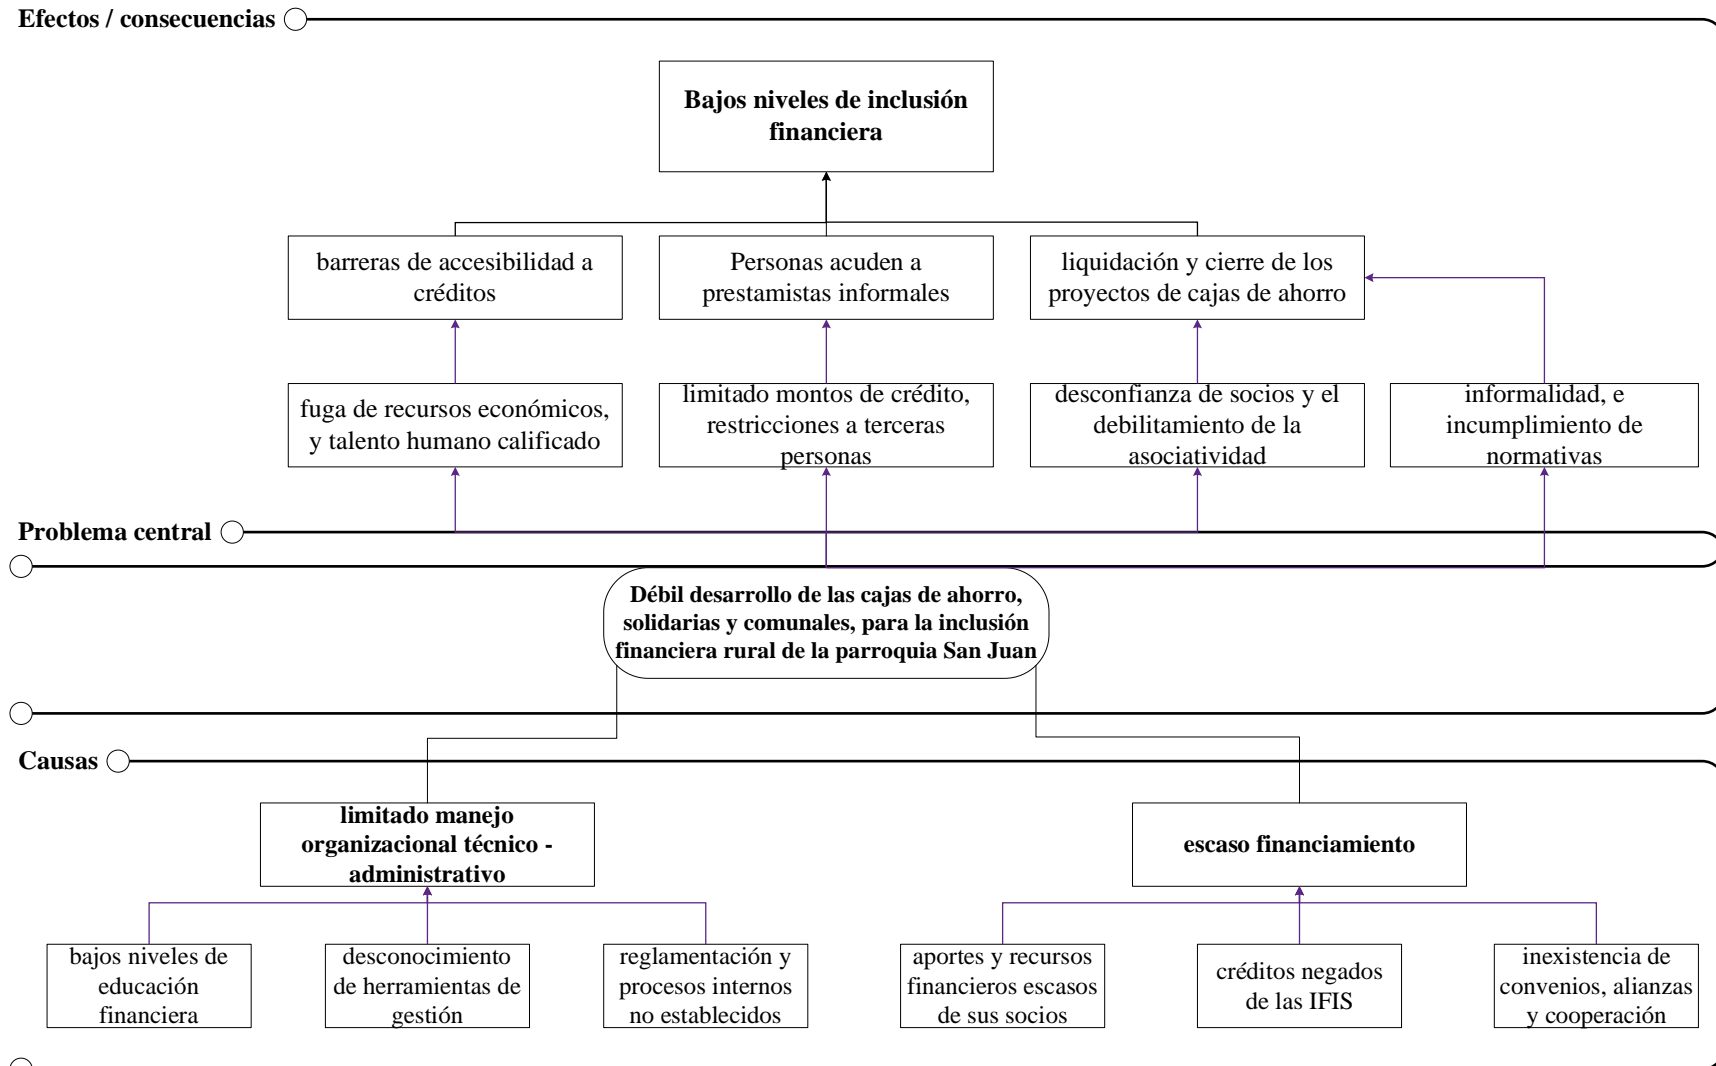 Efectos / consecuencias
Bajos niveles de inclusión
financiera
barreras de accesibilidad a
créditos
Personas acuden a
prestamistas informales
liquidación y cierre de los
proyectos de cajas de ahorro
fuga de recursos económicos,
y talento humano calificado
limitado montos de crédito,
restricciones a terceras
personas
desconfianza de socios y el
debilitamiento de la
asociatividad
informalidad, e
incumplimiento de
normativas
Problema central
Débil desarrollo de las cajas de ahorro,
solidarias y comunales, para la inclusión
financiera rural de la parroquia San Juan
Causas
limitado manejo
organizacional técnico -
administrativo
escaso financiamiento
bajos niveles de
educación
financiera
desconocimiento
de herramientas de
gestión
reglamentación y
procesos internos
no establecidos
aportes y recursos
financieros escasos
de sus socios
créditos negados
de las IFIS
inexistencia de
convenios, alianzas
y cooperación